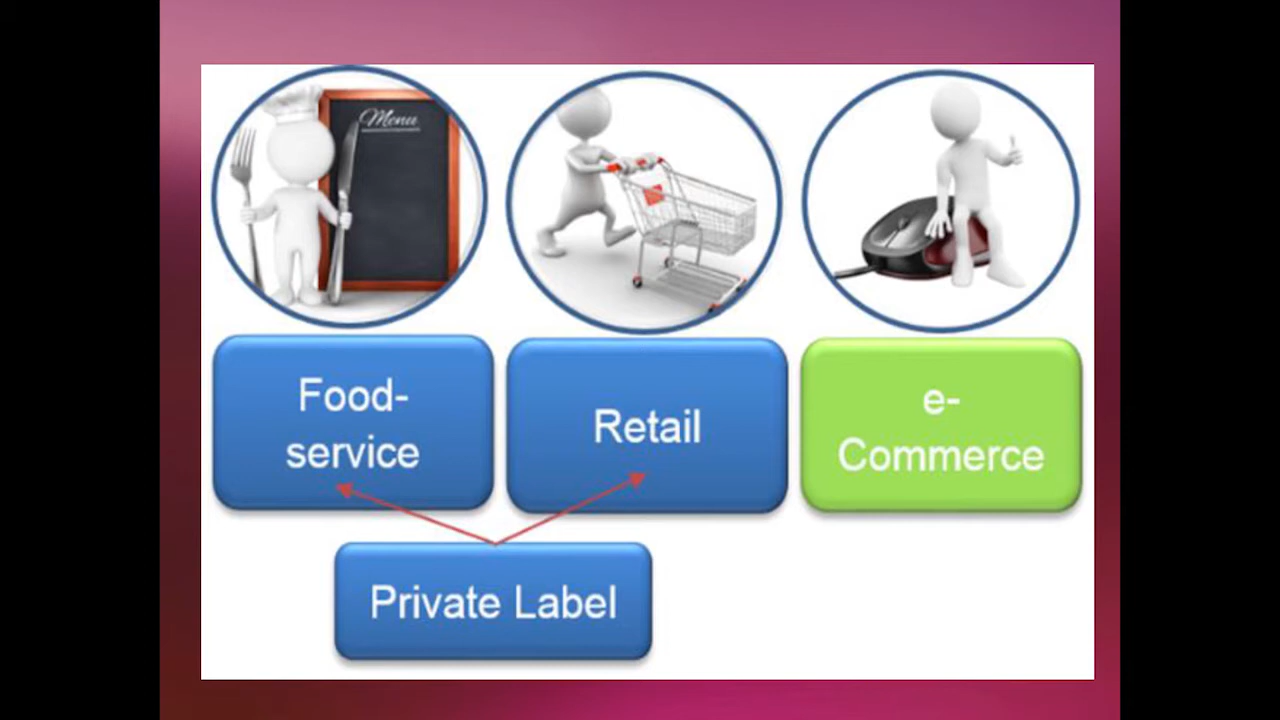 Menu
Food-
service
Retail
e-
Commerce
Private Label